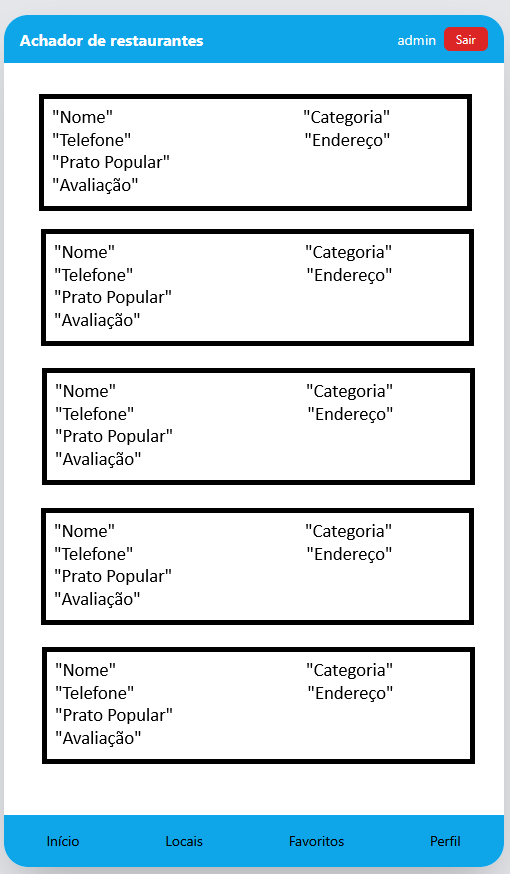 Achador de restaurantes admin Sair
"Nome" "Categoria"
"Telefone" "Endereço"
"Prato Popular"
"Avaliação"
"Nome" "Categoria"
"Telefone" "Endereço"
"Prato Popular"
"Avaliação"
"Nome" "Categoria"
"Telefone" "Endereço"
"Prato Popular"
"Avaliação"
"Nome" "Categoria"
"Telefone" "Endereço"
"Prato Popular"
"Avaliação"
"Nome" "Categoria"
"Telefone" "Endereço"
"Prato Popular"
"Avaliação"
Início Locais Favoritos Perfil